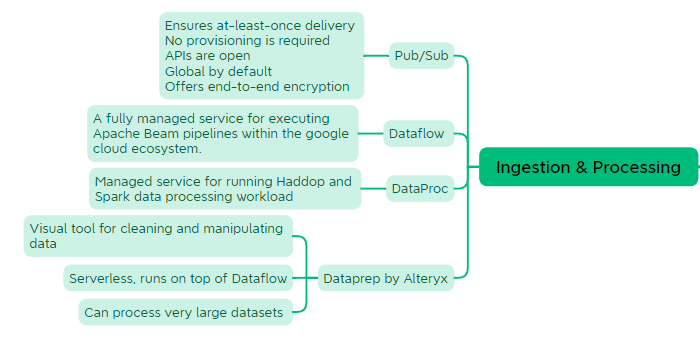 Ensures at-least-once delivery
No provisioning is required
APIs are open
Global by default
Offers end-to-end encryption
Pub/Sub
A fully managed service for executing
Apache Beam pipelines within the google
cloud ecosystem.
Dataflow
Ingestion & Processing
Managed service for running Haddop and
Spark data processing workload
DataProc
Visual tool for cleaning and manipulating
data
Serverless, runs on top of Dataflow
Dataprep by Alteryx
Can process very large datasets